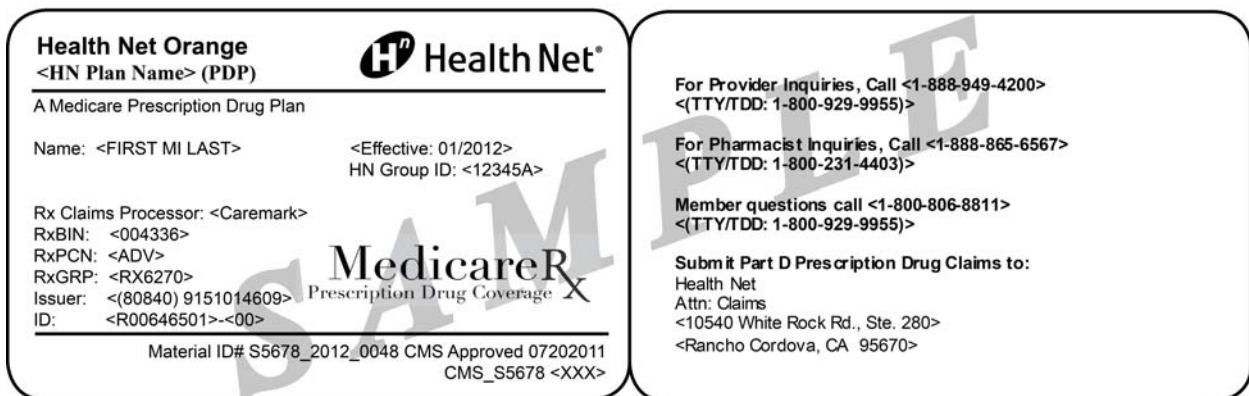 Health Net Orange
<HN Plan Name> (PDP)
Hn Health Net®
A Medicare Prescription Drug Plan
Name: <FIRST MI LAST>
<Effective: 01/2012>
HN Group ID: <12345A>
Rx Claims Processor: <Caremark>
RxBIN: <004336>
RxPCN: <ADV>
RxGRP: <RX6270>
Issuer: <(80840) 9151014609>
ID: <R00646501>-<00>
MedicareRx
Prescription Drug Coverage
Material ID# S5678_2012_0048 CMS Approved 07202011
CMS_S5678 <XXX>
For Provider Inquiries, Call <1-888-949-4200>
<(TTY/TDD: 1-800-929-9955)>
For Pharmacist Inquiries, Call <1-888-865-6567>
<(TTY/TDD: 1-800-231-4403)>
Member questions call <1-800-806-8811>
<(TTY/TDD: 1-800-929-9955)>
Submit Part D Prescription Drug Claims to:
Health Net
Attn: Claims
<10540 White Rock Rd., Ste. 280>
<Rancho Cordova, CA 95670>
SAMPLE